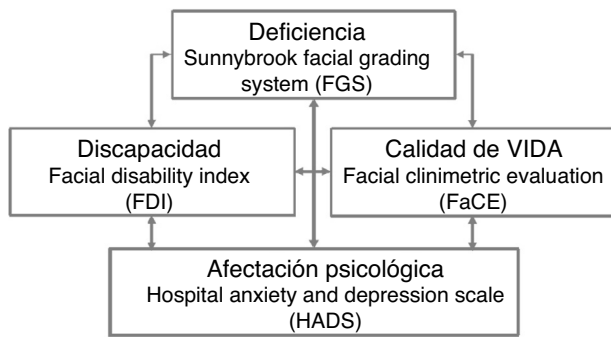 Deficiencia
Sunnybrook facial grading
system (FGS)
Discapacidad
Facial disability index
(FDI)
Calidad de VIDA
Facial clinimetric evaluation
(FaCE)
Afectación psicológica
Hospital anxiety and depression scale
(HADS)